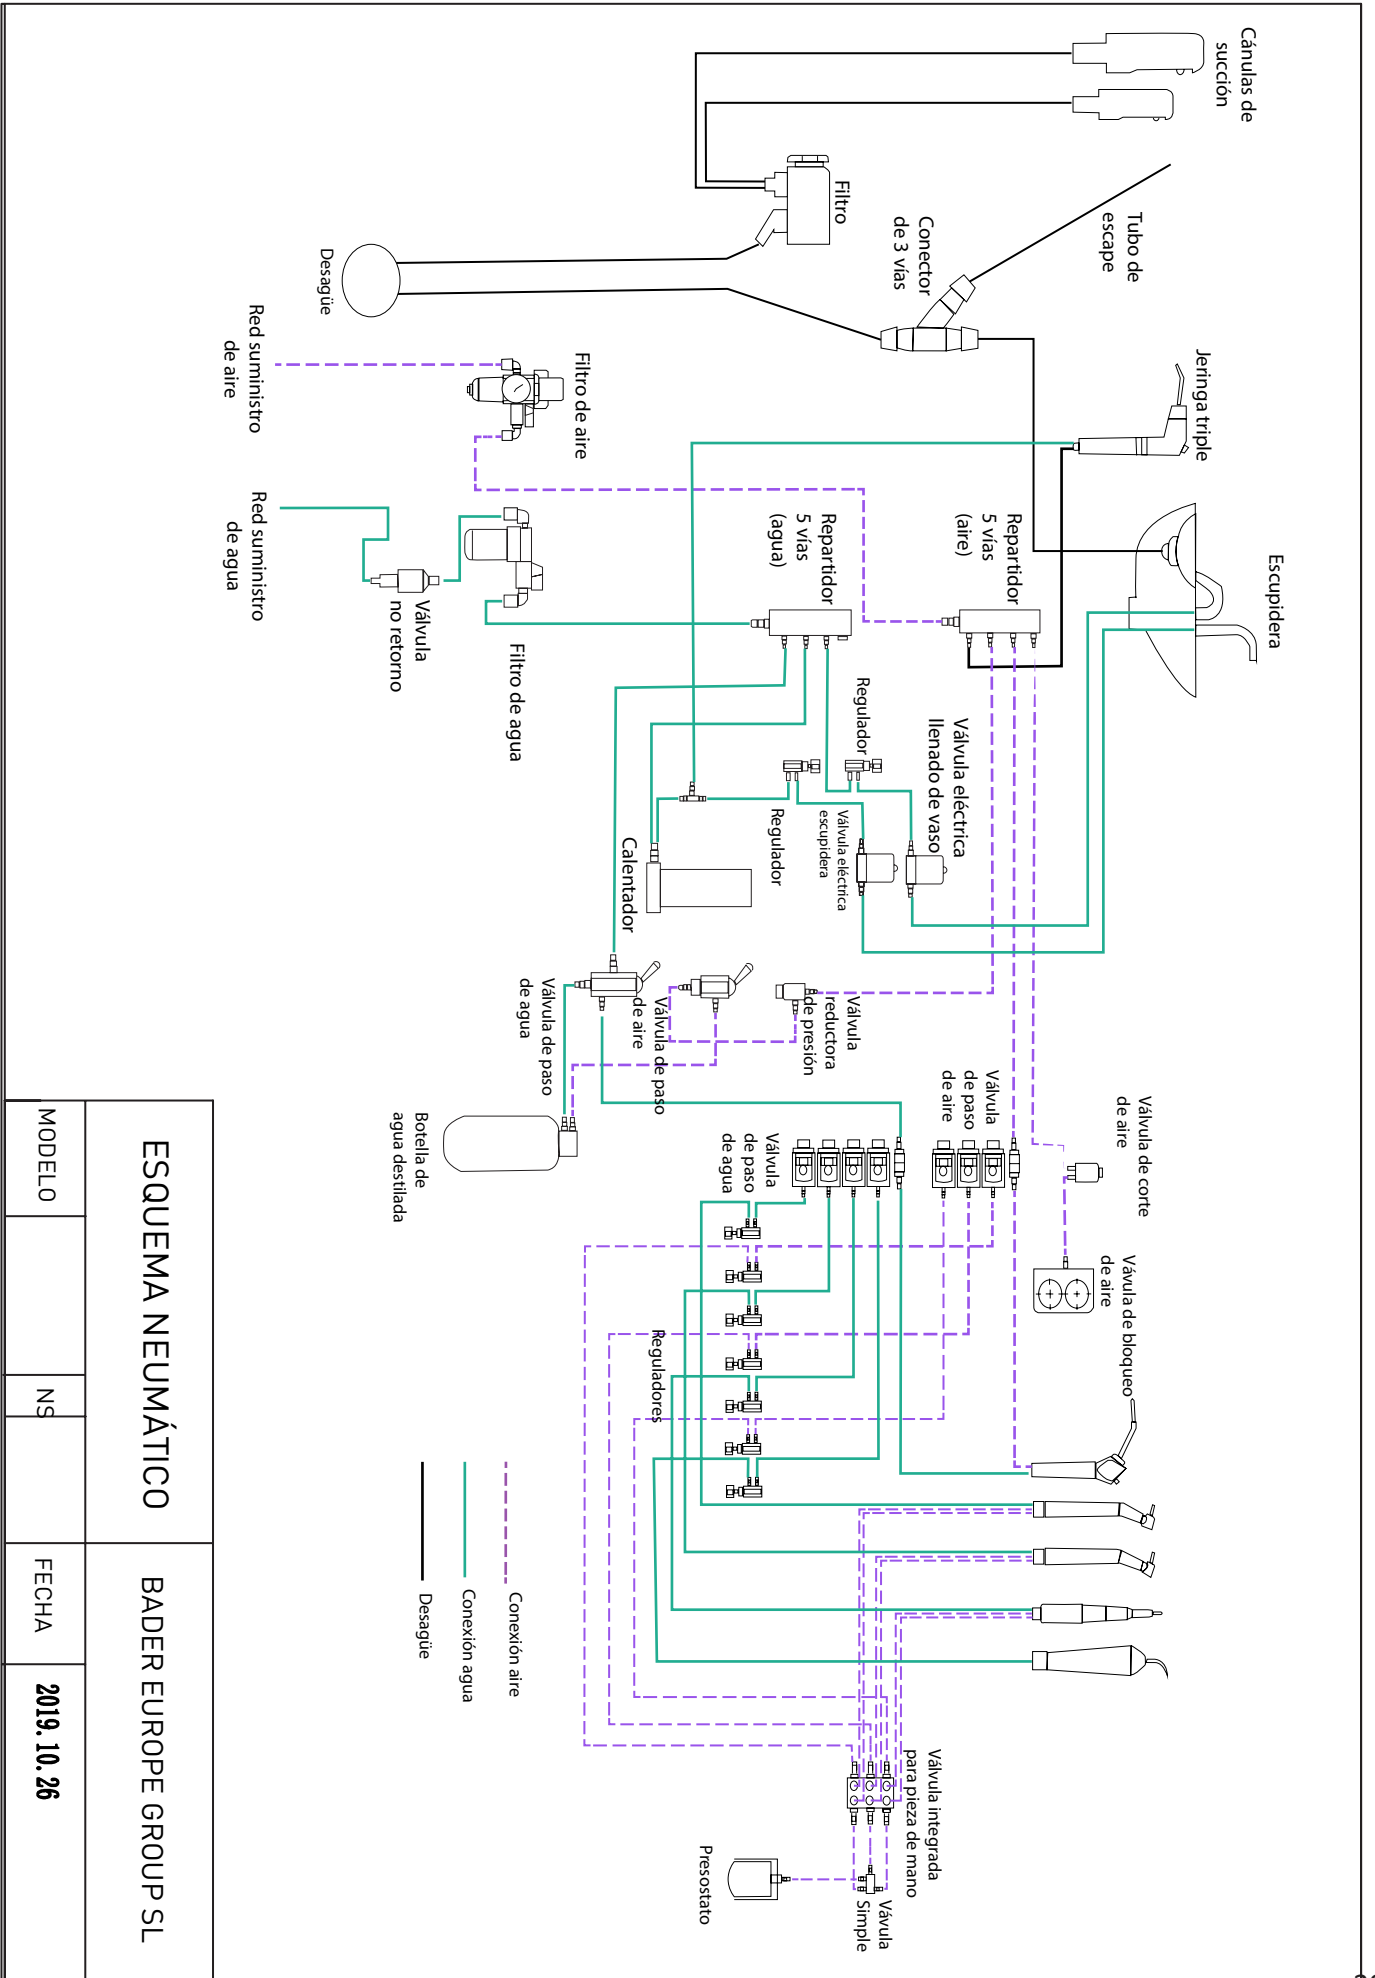 Cánulas de
succión
Filtro
Tubo de
escape
Conector
de 3 vías
Desagüe
Red suministro
de aire
Filtro de aire
Jeringa triple
Red suministro
de agua
Válvula
no retorno
Filtro de agua
Repartidor
5 vías
(agua)
Repartidor
5 vías
(aire)
Escupidera
Regulador
Válvula eléctrica
llenado de vaso
Regulador
Válvula eléctrica
escupidera
Calentador
Válvula de paso
de agua
Válvula de paso
de aire
Válvula
reductora
de presión
Botella de
agua destilada
Válvula
de paso
de agua
Válvula
de paso
de aire
Válvula de corte
de aire
Vávula de bloqueo
de aire
Reguladores
Conexión aire
Conexión agua
Desagüe
Válvula integrada
para pieza de mano
Vávula
Simple
Presostato
ESQUEMA NEUMÁTICO
BADER EUROPE GROUP SL
MODELO
NS
FECHA
2019. 10. 26